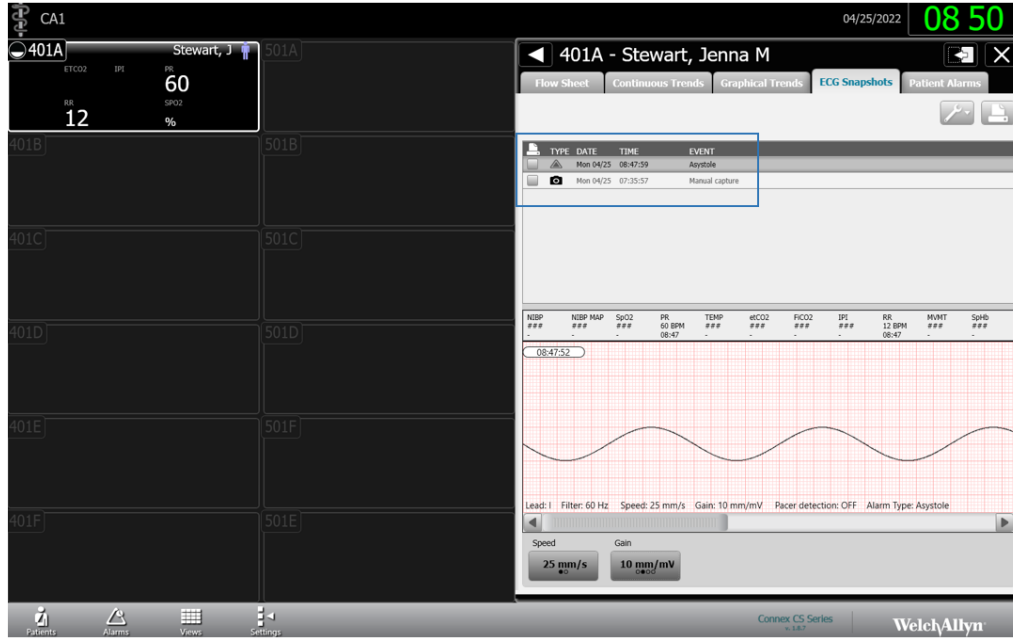 CA1
04/25/2022
08 50
401A Stewart, J
ETCO2 IPI PR
60
RR SPO2
12 %
501A
401B 501B
401C 501C
401D 501D
401E 501F
401F 501E
401A - Stewart, Jenna M
Flow Sheet Continuous Trends Graphical Trends ECG Snapshots Patient Alarms
TYPE DATE TIME EVENT
Mon 04/25 08:47:59 Asystole
Mon 04/25 07:35:57 Manual capture
NIBP NIBP MAP SpO2 PR TEMP etCO2 FiCO2 IPI RR MVMT SpHb
### ### ### 60 BPM ### ### ### ### 12 BPM ### ###
- - - 08:47 - - - - 08:47 - -
08:47:52
Lead: I Filter: 60 Hz Speed: 25 mm/s Gain: 10 mm/mV Pacer detection: OFF Alarm Type: Asystole
Speed Gain
25 mm/s 10 mm/mV
Patients Alarms Views Settings
Connex CS Series
v. 1.8.7
WelchAllyn